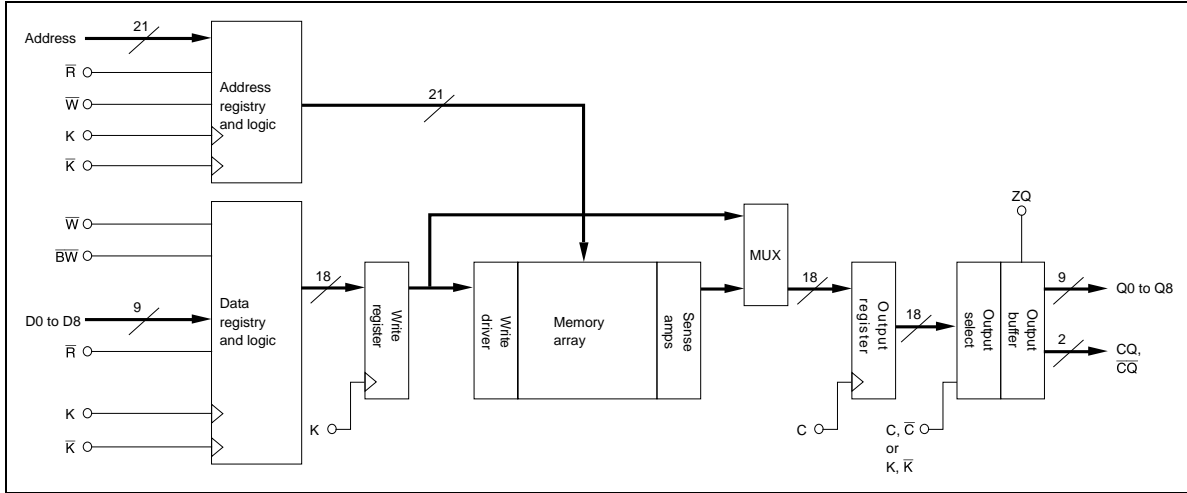 Address
21
R̅
W̅
K
K̅
Address
registry
and logic
21
W̅
B̅W̅
D0 to D8
9
R̅
K
K̅
Data
registry
and logic
18
Write
register
K
Write
driver
Memory
array
Sense
amps
MUX
18
Output
register
C
18
Output
select
Output
buffer
ZQ
C, C̅
or
K, K̅
9
Q0 to Q8
2
CQ,
C̅Q̅